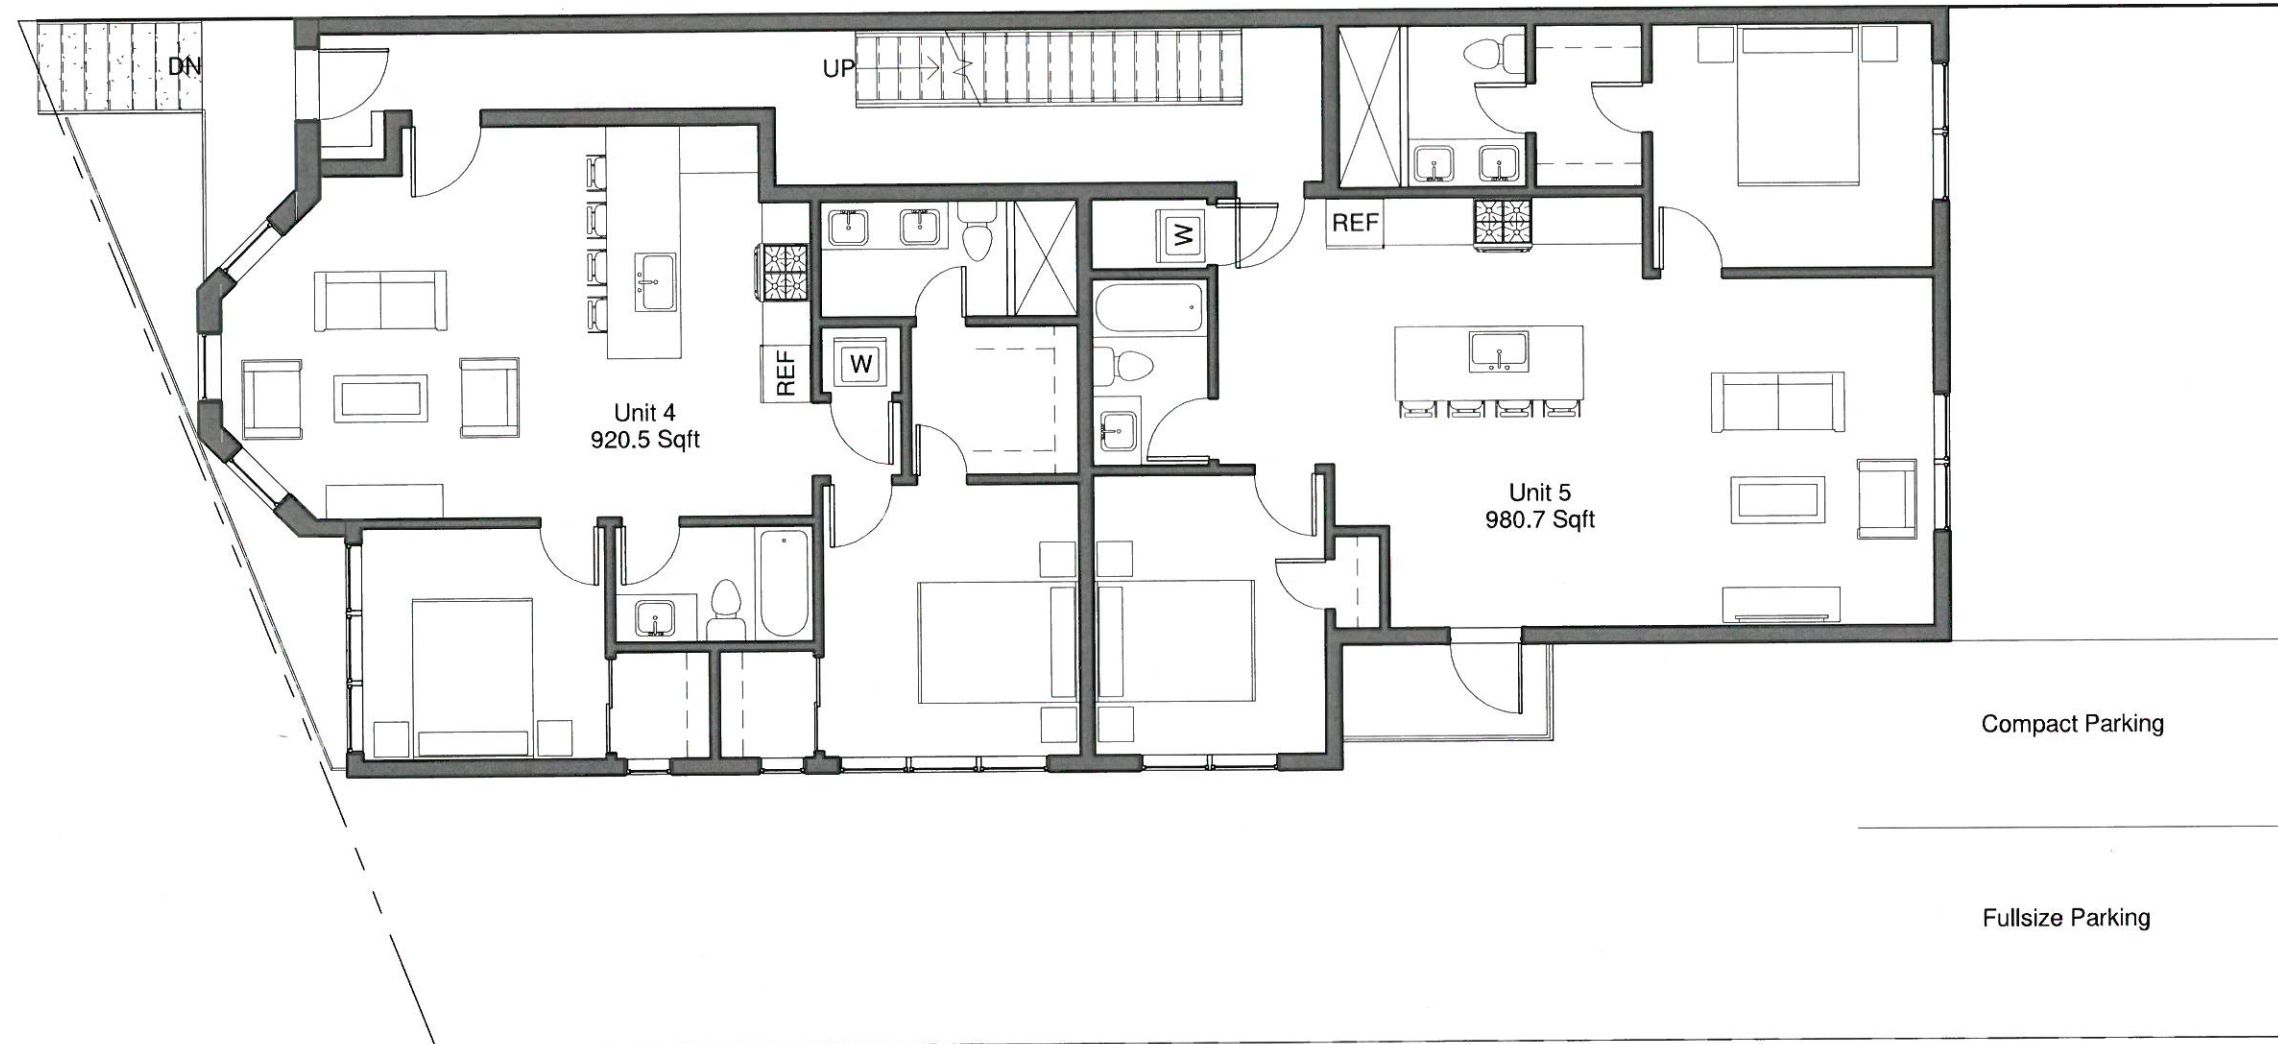 DN
UP
REF
W
Unit 4
920.5 Sqft
REF
W
Unit 5
980.7 Sqft
Compact Parking
Fullsize Parking